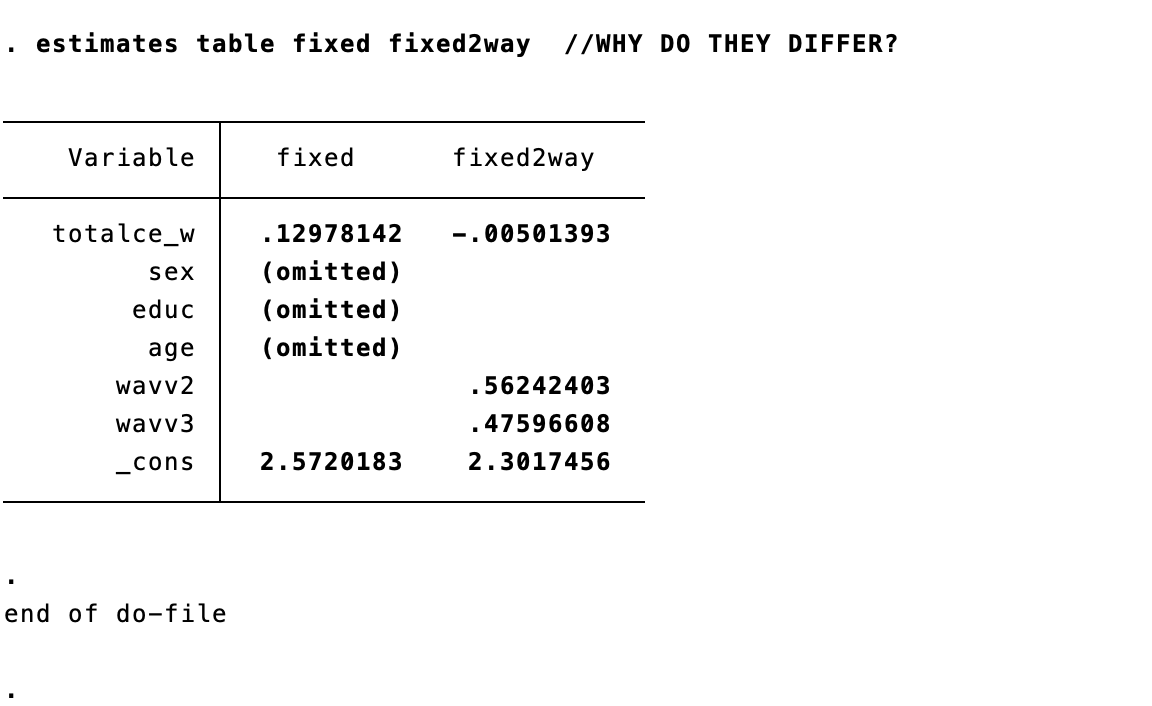 . estimates table fixed fixed2way  //WHY DO THEY DIFFER?
Variable fixed fixed2way
totalce_w .12978142 -.00501393
sex (omitted)
educ (omitted)
age (omitted)
wavv2 .56242403
wavv3 .47596608
_cons 2.5720183 2.3017456
.
end of do-file
.